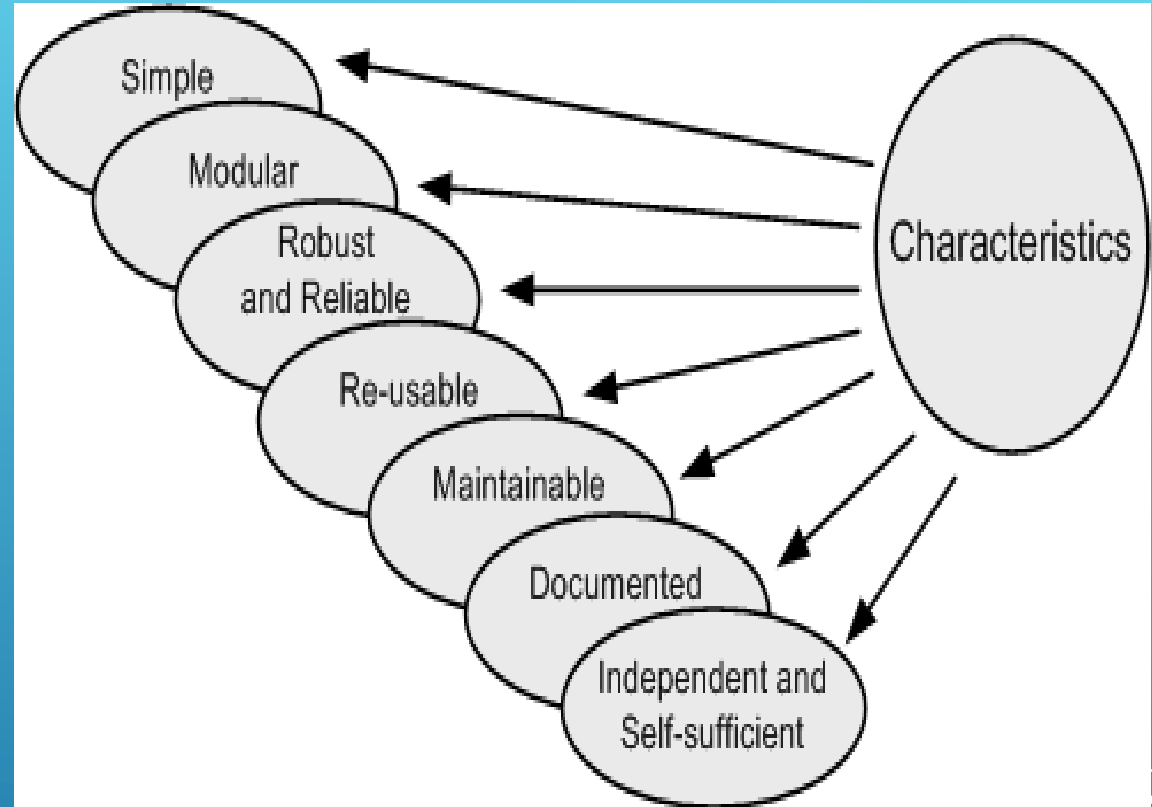 Simple
Modular
Robust
and Reliable
Re-usable
Maintainable
Documented
Independent and
Self-sufficient
Characteristics